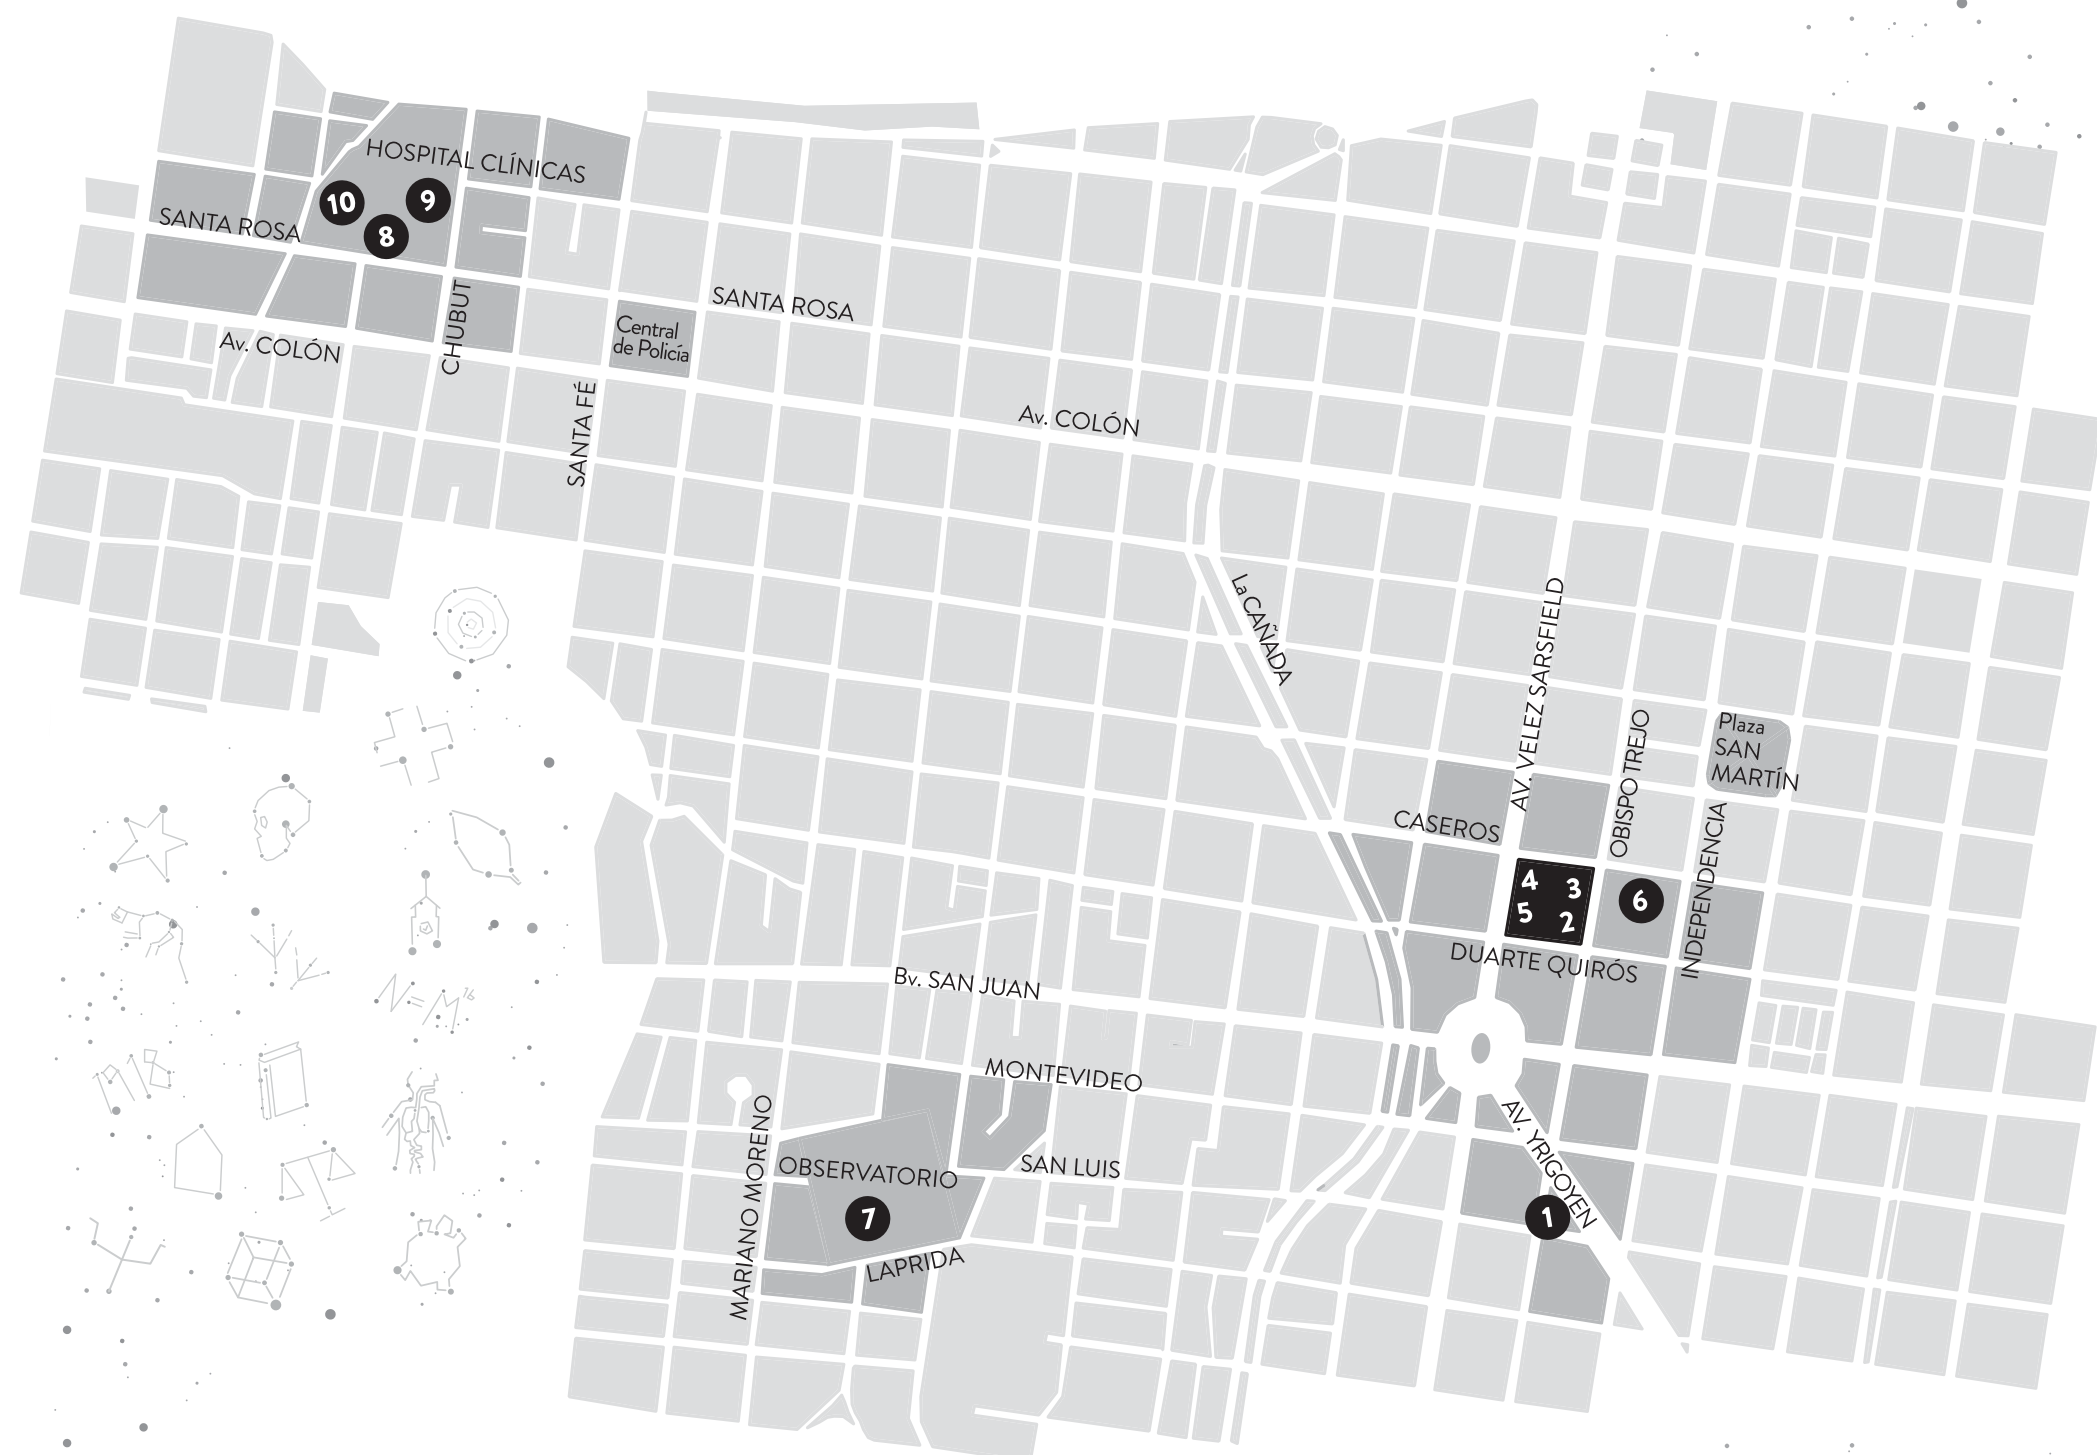 HOSPITAL CLÍNICAS
10
9
8
SANTA ROSA
CHUBUT
Av. COLÓN
SANTA ROSA
Central
de Policía
SANTA FÉ
Av. COLÓN
La CAÑADA
AV. VELEZ SARSFIELD
OBISPO TREJO
Plaza
SAN
MARTÍN
INDEPENDENCIA
CASEROS
4
3
5
2
6
DUARTE QUIRÓS
Bv. SAN JUAN
MONTEVIDEO
MARIANO MORENO
OBSERVATORIO
SAN LUIS
7
LAPRIDA
AV. YRIGOYEN
1
N=M16